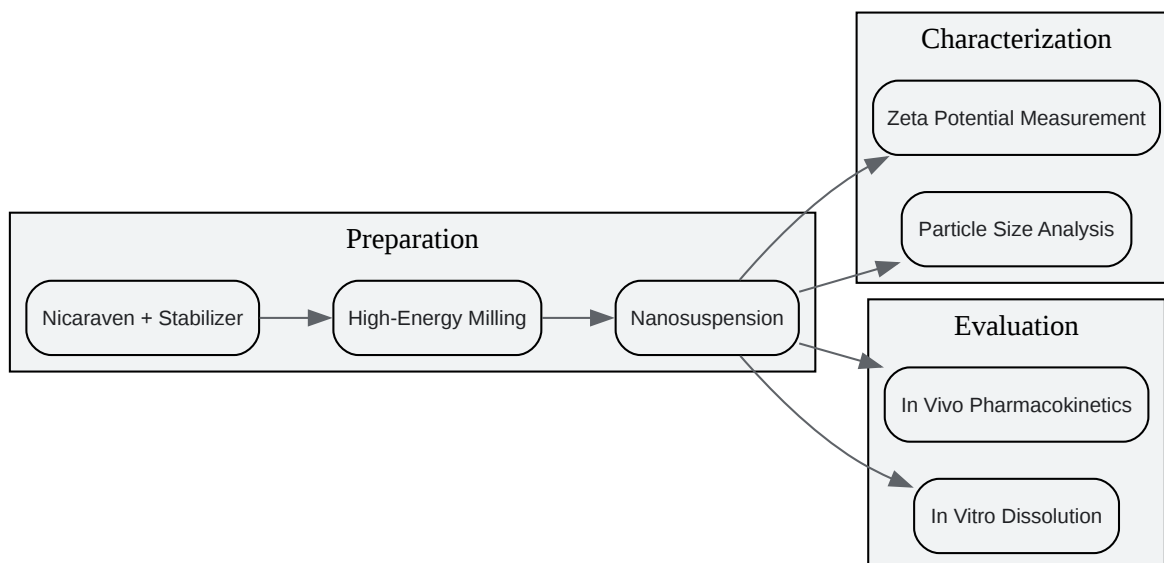 Preparation
Nicaraven + Stabilizer
High-Energy Milling
Nanosuspension
Characterization
Zeta Potential Measurement
Particle Size Analysis
Evaluation
In Vivo Pharmacokinetics
In Vitro Dissolution